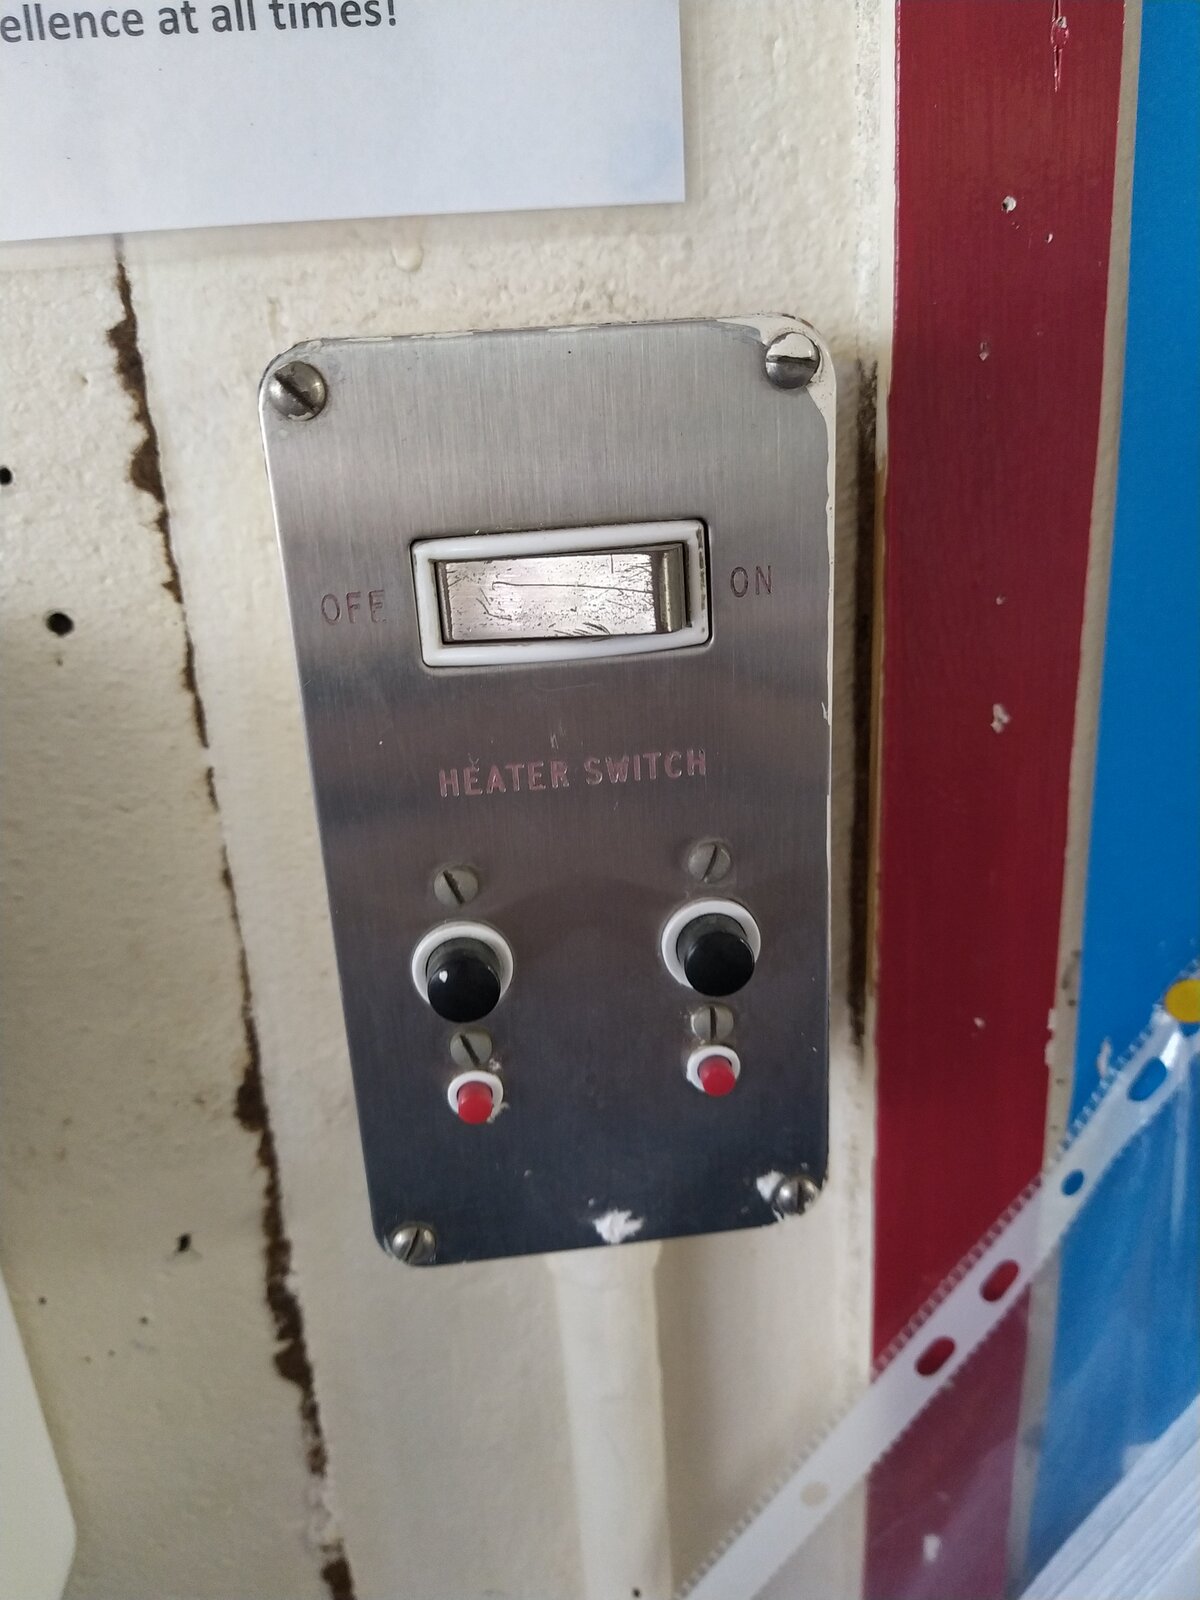 ellence at all times!
OFF
ON
HEATER SWITCH